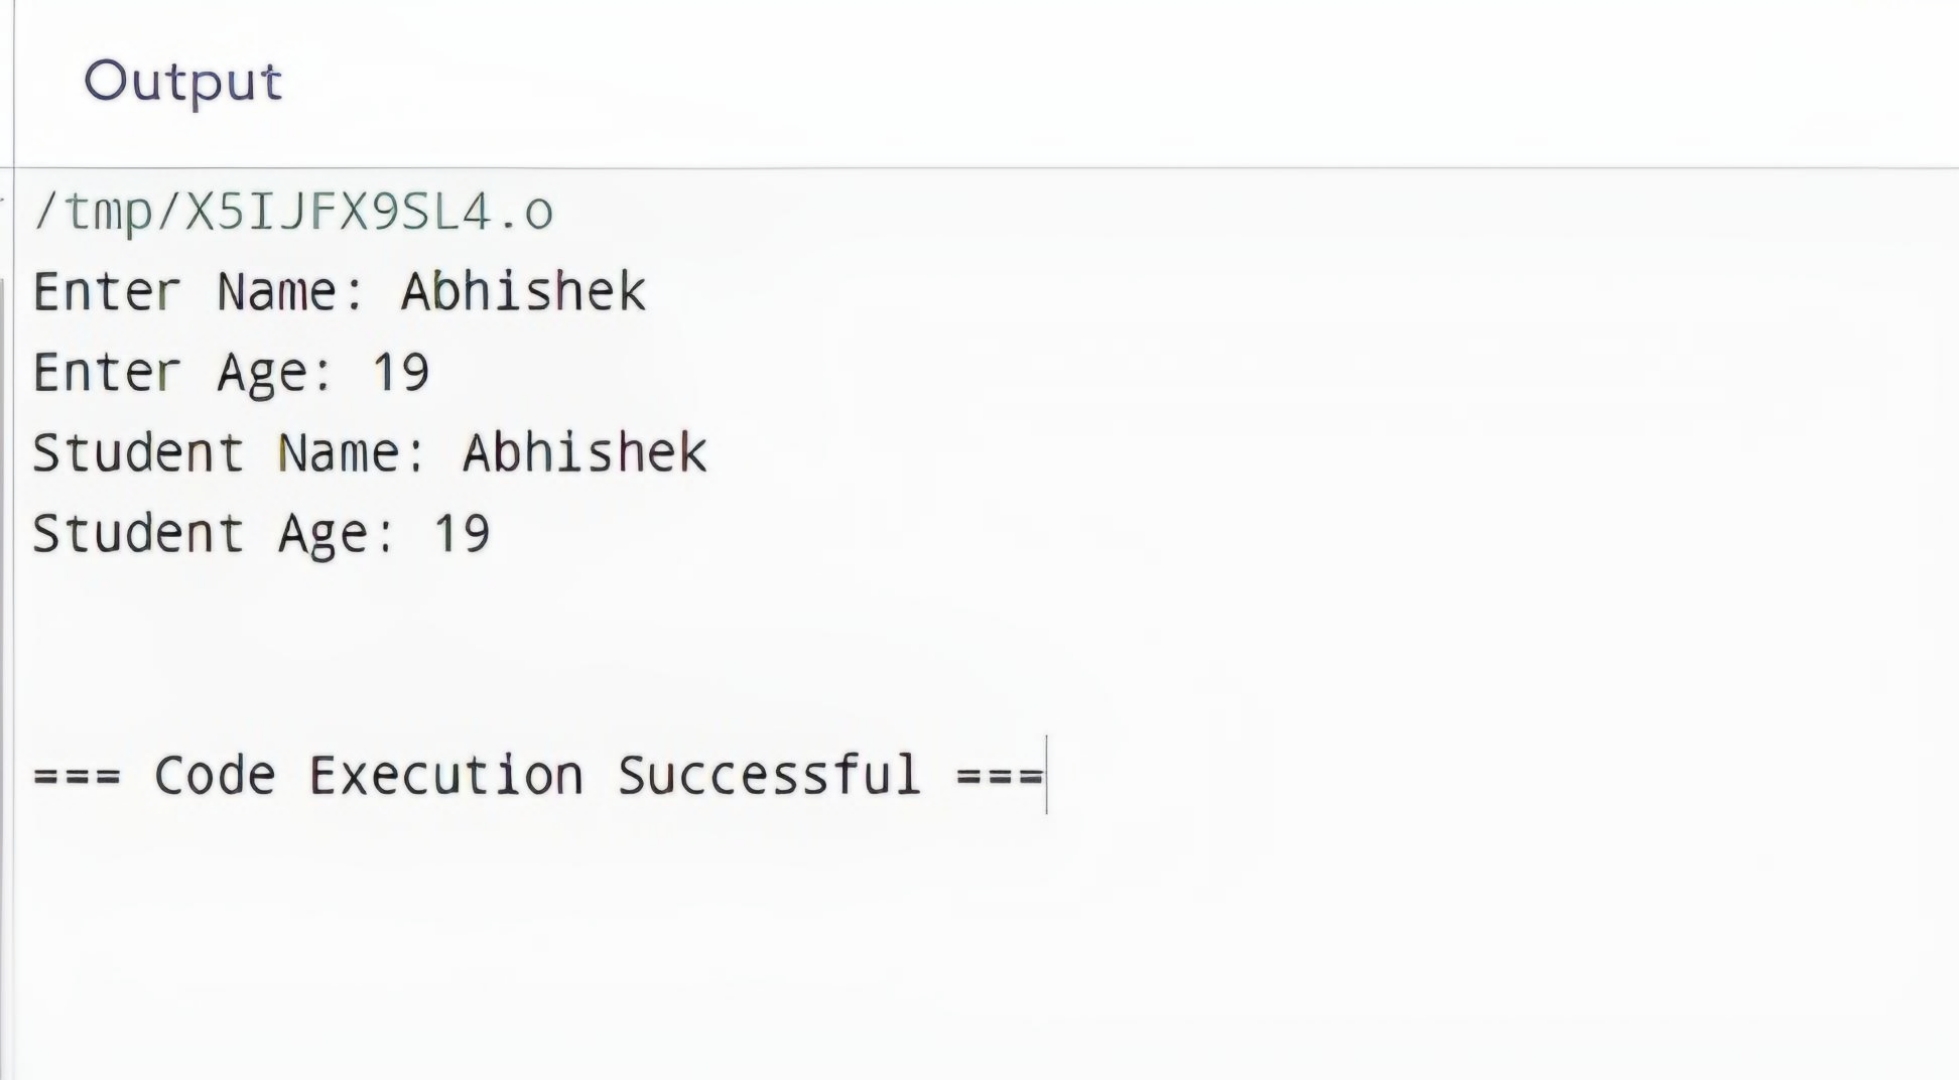 Output
/tmp/X5IJFX9SL4.o
Enter Name: Abhishek
Enter Age: 19
Student Name: Abhishek
Student Age: 19
=== Code Execution Successful ===